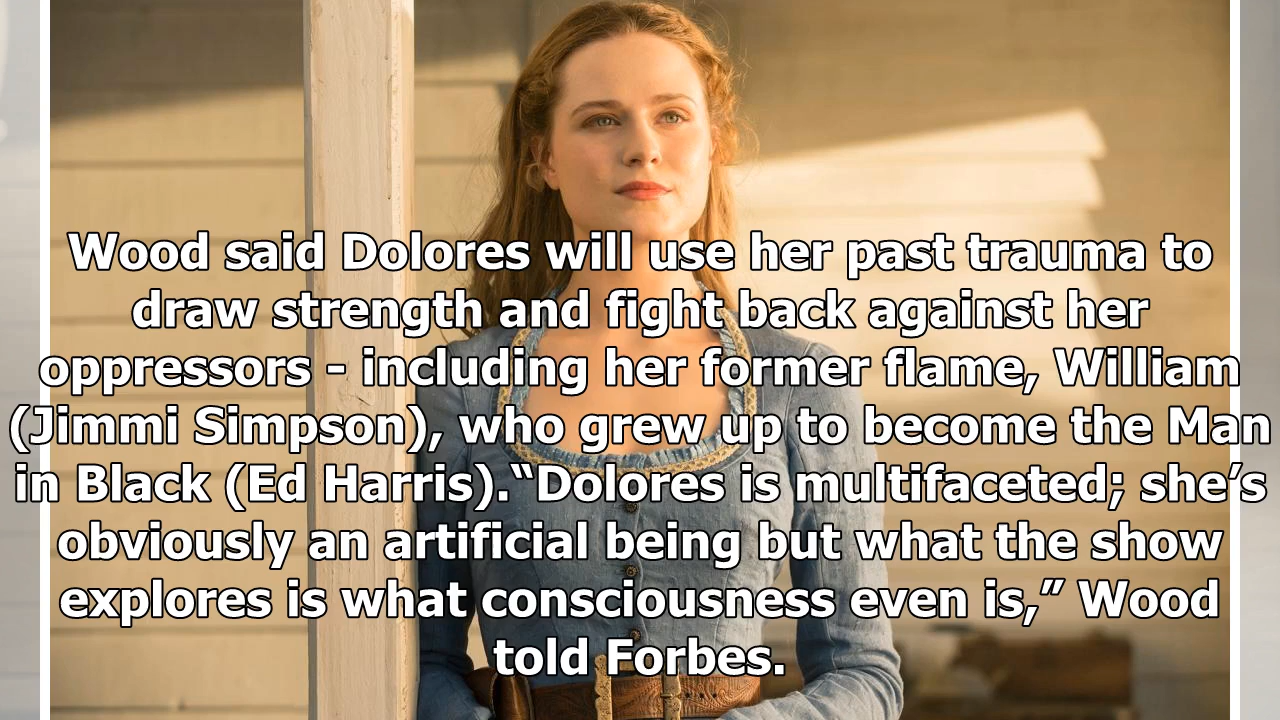 Wood said Dolores will use her past trauma to
draw strength and fight back against her
oppressors - including her former flame, William
(Jimmi Simpson), who grew up to become the Man
in Black (Ed Harris).“Dolores is multifaceted; she’s
obviously an artificial being but what the show
explores is what consciousness even is,” Wood
told Forbes.